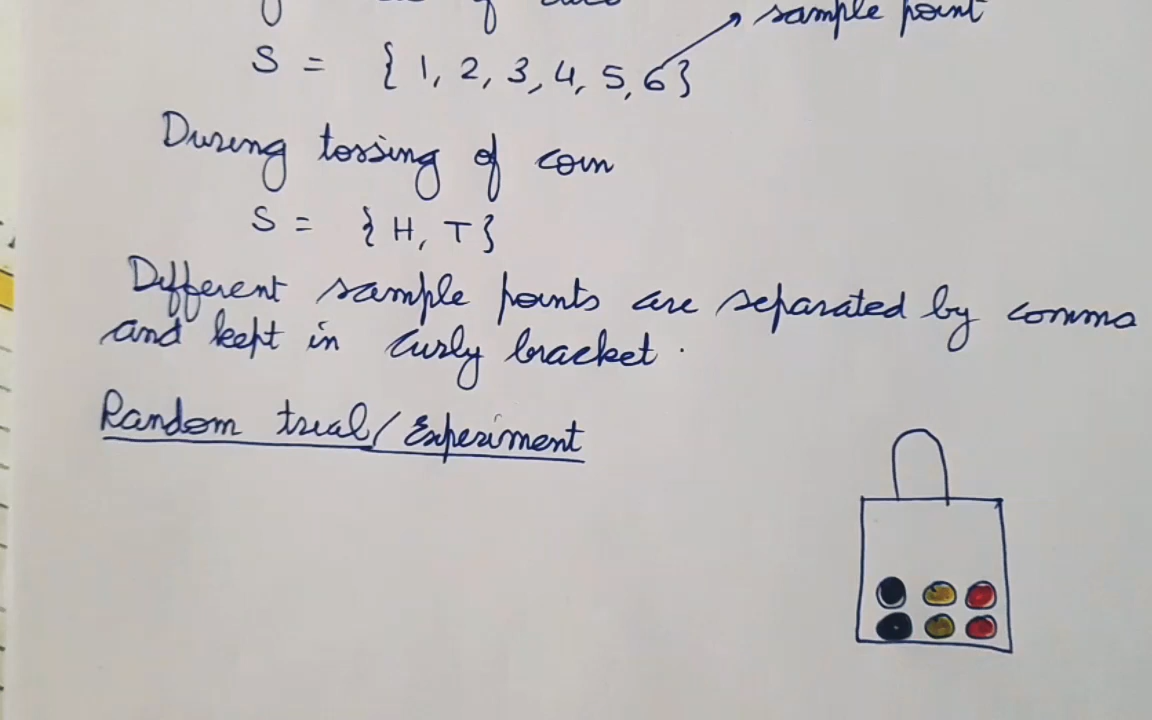 of
sample point
S = { 1, 2, 3, 4, 5, 6 }
During tossing of coin
S = { H, T }
Different sample points are separated by comma
and kept in curly bracket.
Random trial / Experiment